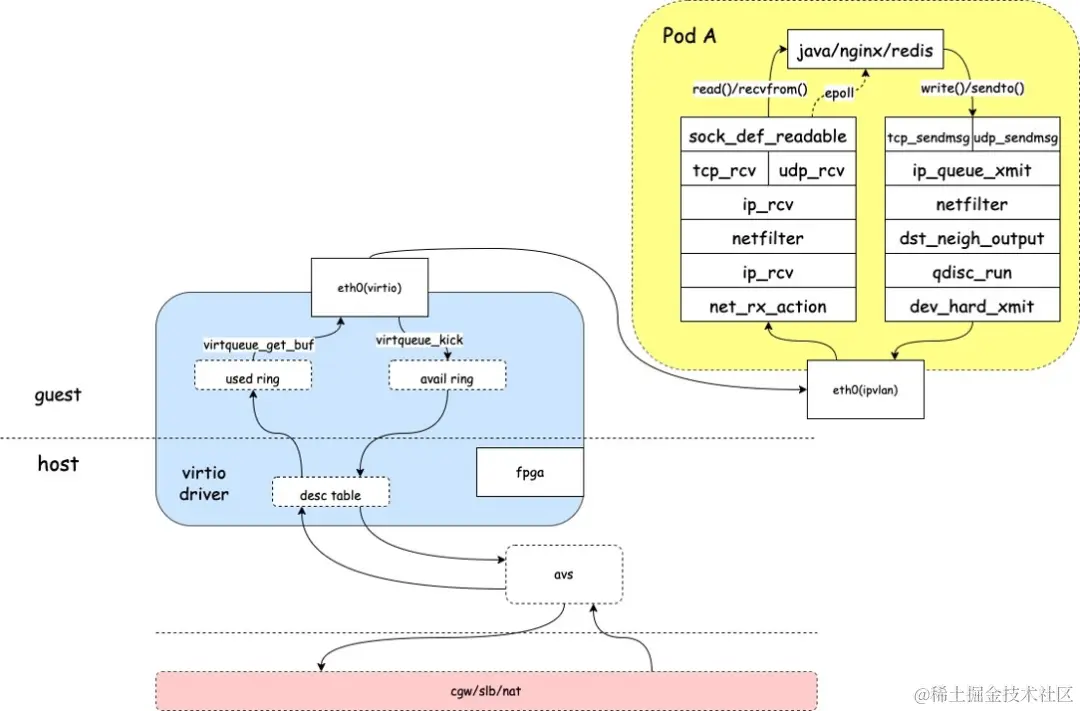 Pod A
java/nginx/redis
read()/recvfrom()
epoll
write()/sendto()
sock_def_readable
tcp_rcv
udp_rcv
ip_rcv
netfilter
ip_rcv
net_rx_action
tcp_sendmsg
udp_sendmsg
ip_queue_xmit
netfilter
dst_neigh_output
qdisc_run
dev_hard_xmit
eth0(ipvlan)
eth0(virtio)
virtqueue_get_buf
virtqueue_kick
used ring
avail ring
guest
host
virtio
driver
desc table
fpga
avs
cgw/slb/nat
@稀土掘金技术社区